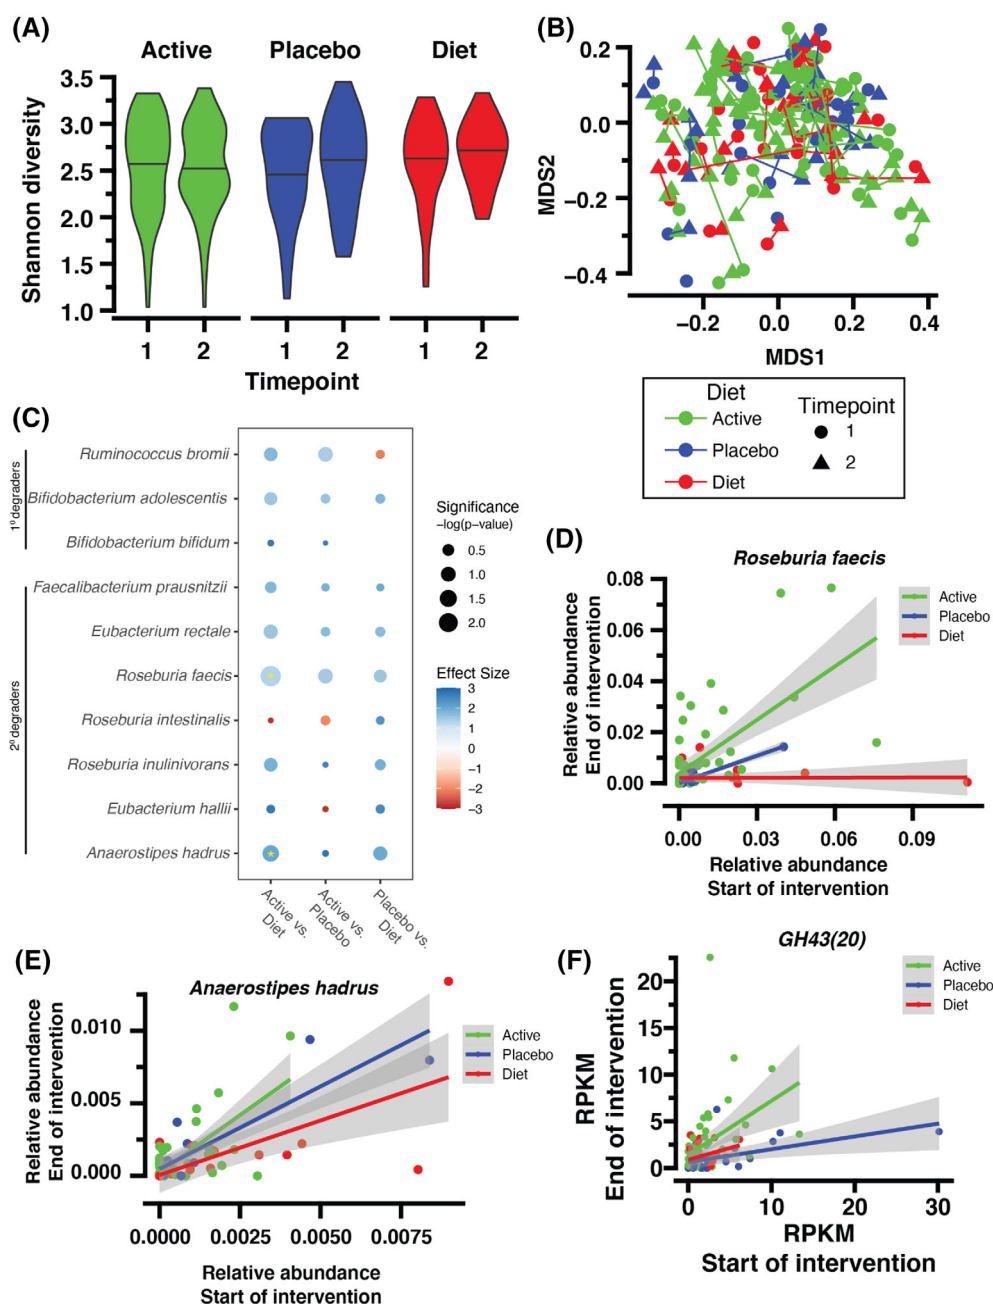 (A)
Active Placebo Diet
Shannon diversity
3.5
3.0
2.5
2.0
1.5
1.0
1 2 1 2 1 2
Timepoint
(B)
MDS2
0.2
0.0
−0.2
−0.4
−0.2 0.0 0.2 0.4
MDS1
Diet
Active
Placebo
Diet
Timepoint
1
2
(C)
1⁰ degraders
Ruminococcus bromii
Bifidobacterium adolescentis
Bifidobacterium bifidum
2⁰ degraders
Faecalibacterium prausnitzii
Eubacterium rectale
Roseburia faecis
Roseburia intestinalis
Roseburia inulinivorans
Eubacterium hallii
Anaerostipes hadrus
Active vs.
Diet
Active vs.
Placebo
Placebo vs.
Diet
Significance
−log(p−value)
0.5
1.0
1.5
2.0
Effect Size
3
2
1
0
−1
−2
−3
(D)
Roseburia faecis
Relative abundance
End of intervention
0.08
0.06
0.04
0.02
0.00
0.00 0.03 0.06 0.09
Relative abundance
Start of intervention
Active
Placebo
Diet
(E)
Anaerostipes hadrus
Relative abundance
End of intervention
0.010
0.005
0.000
0.0000 0.0025 0.0050 0.0075
Relative abundance
Start of intervention
Active
Placebo
Diet
(F)
GH43(20)
RPKM
End of intervention
20
15
10
5
0
0 10 20 30
RPKM
Start of intervention
Active
Placebo
Diet